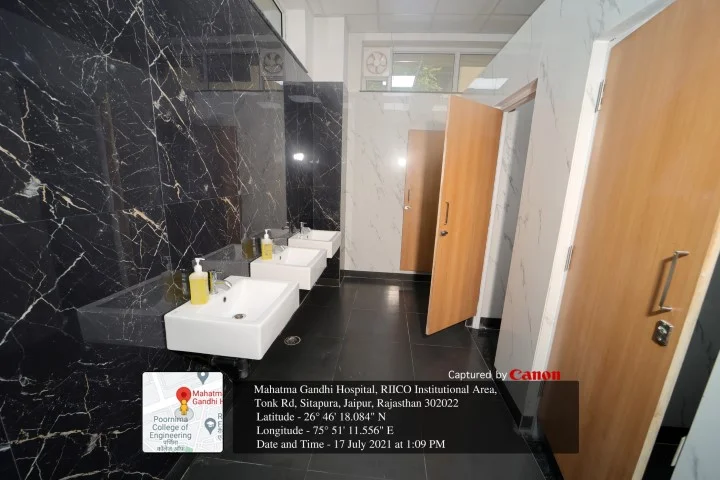 Captured by Canon
Mahatm
Gandhi H
Poornima
College of
Engineering
Mahatma Gandhi Hospital, RIICO Institutional Area,
Tonk Rd, Sitapura, Jaipur, Rajasthan 302022
Latitude - 26° 46' 18.084" N
Longitude - 75° 51' 11.556" E
Date and Time - 17 July 2021 at 1:09 PM